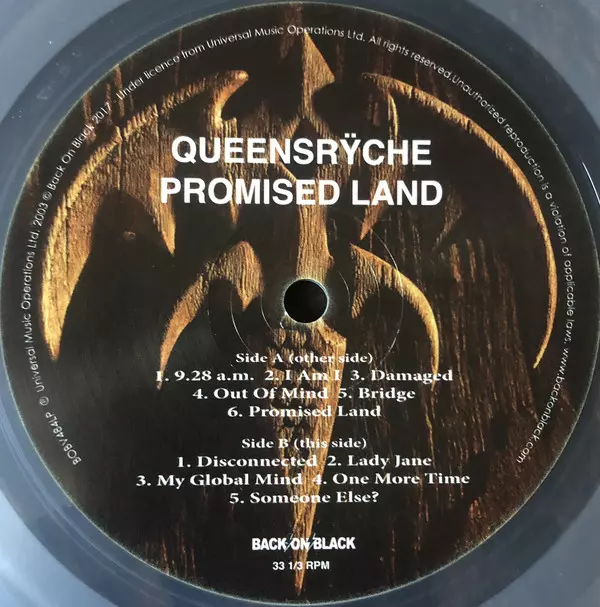 BOBV484LP ℗ Universal Music Operations Ltd. 2003 © Back On Black 2017. Under licence from Universal Music Operations Ltd. All rights reserved.Unauthorized reproduction is a violation of applicable laws. www.backonblack.com
QUEENSRŸCHE
PROMISED LAND
Side A (other side)
1. 9.28 a.m. 2. I Am I 3. Damaged
4. Out Of Mind 5. Bridge
6. Promised Land
Side B (this side)
1. Disconnected 2. Lady Jane
3. My Global Mind 4. One More Time
5. Someone Else?
BACK ON BLACK
33 1/3 RPM